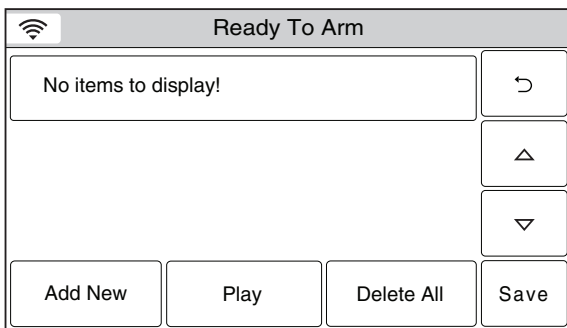 Ready To Arm
No items to display!
Add New
Play
Delete All
Save